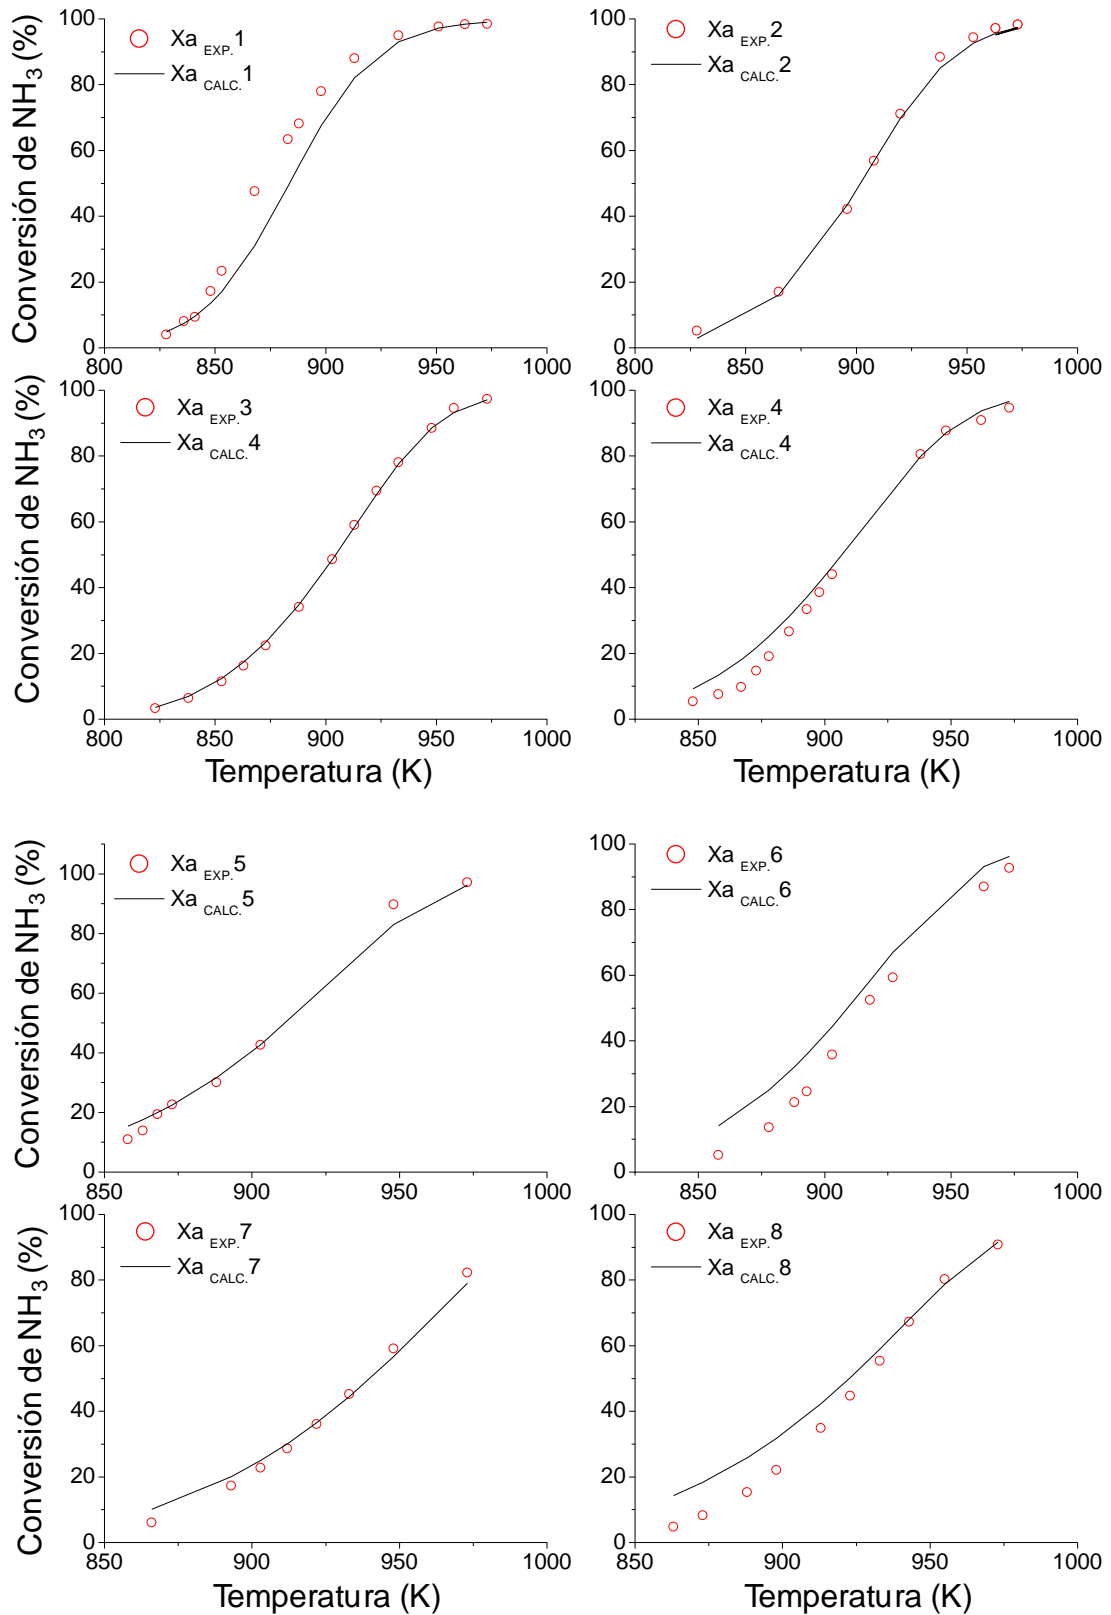 Conversión de NH3 (%)
100
80
60
40
20
0
Xa EXP. 1
Xa CALC. 1
800 850 900 950 1000
100
80
60
40
20
0
Xa EXP. 2
Xa CALC. 2
800 850 900 950 1000
Conversión de NH3 (%)
100
80
60
40
20
0
Xa EXP. 3
Xa CALC. 4
800 850 900 950 1000
Temperatura (K)
100
80
60
40
20
0
Xa EXP. 4
Xa CALC. 4
850 900 950 1000
Temperatura (K)
Conversión de NH3 (%)
100
80
60
40
20
0
Xa EXP. 5
Xa CALC. 5
850 900 950 1000
100
80
60
40
20
0
Xa EXP. 6
Xa CALC. 6
850 900 950 1000
Conversión de NH3 (%)
100
80
60
40
20
0
Xa EXP. 7
Xa CALC. 7
850 900 950 1000
Temperatura (K)
100
80
60
40
20
0
Xa EXP. 8
Xa CALC. 8
850 900 950 1000
Temperatura (K)